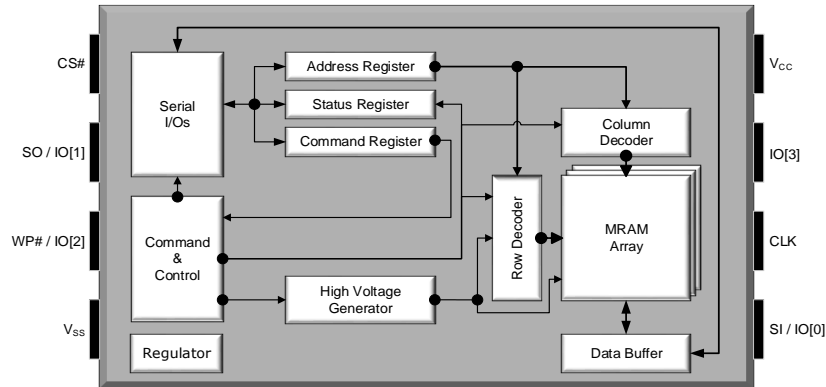 CS#
SO / IO[1]
WP# / IO[2]
VSS
Serial
I/Os
Command
&
Control
Regulator
Address Register
Status Register
Command Register
High Voltage
Generator
Row Decoder
Column
Decoder
MRAM
Array
Data Buffer
VCC
IO[3]
CLK
SI / IO[0]